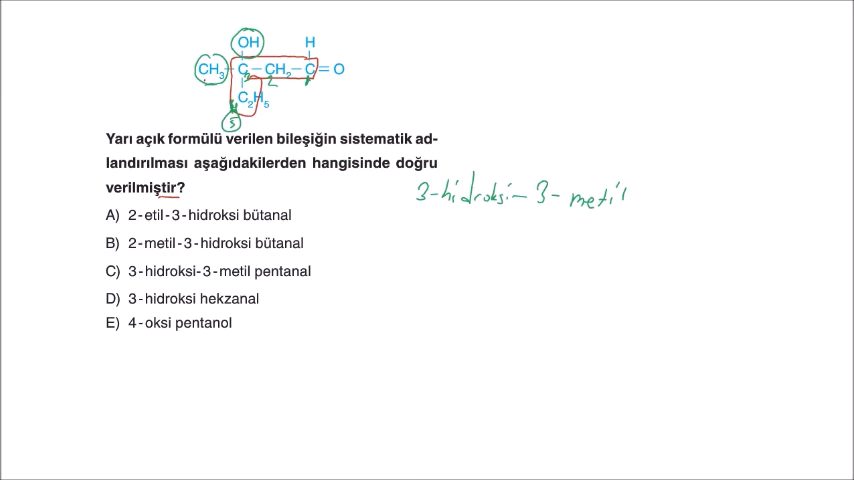 OH H
CH3 - C - CH2 - C = O
3 2 1
C2H5
4
5
Yarı açık formülü verilen bileşiğin sistematik ad-
landırılması aşağıdakilerden hangisinde doğru
verilmiştir?
3-hidroksi- 3- metil
A) 2-etil-3-hidroksi bütanal
B) 2-metil-3-hidroksi bütanal
C) 3-hidroksi-3-metil pentanal
D) 3-hidroksi hekzanal
E) 4-oksi pentanol